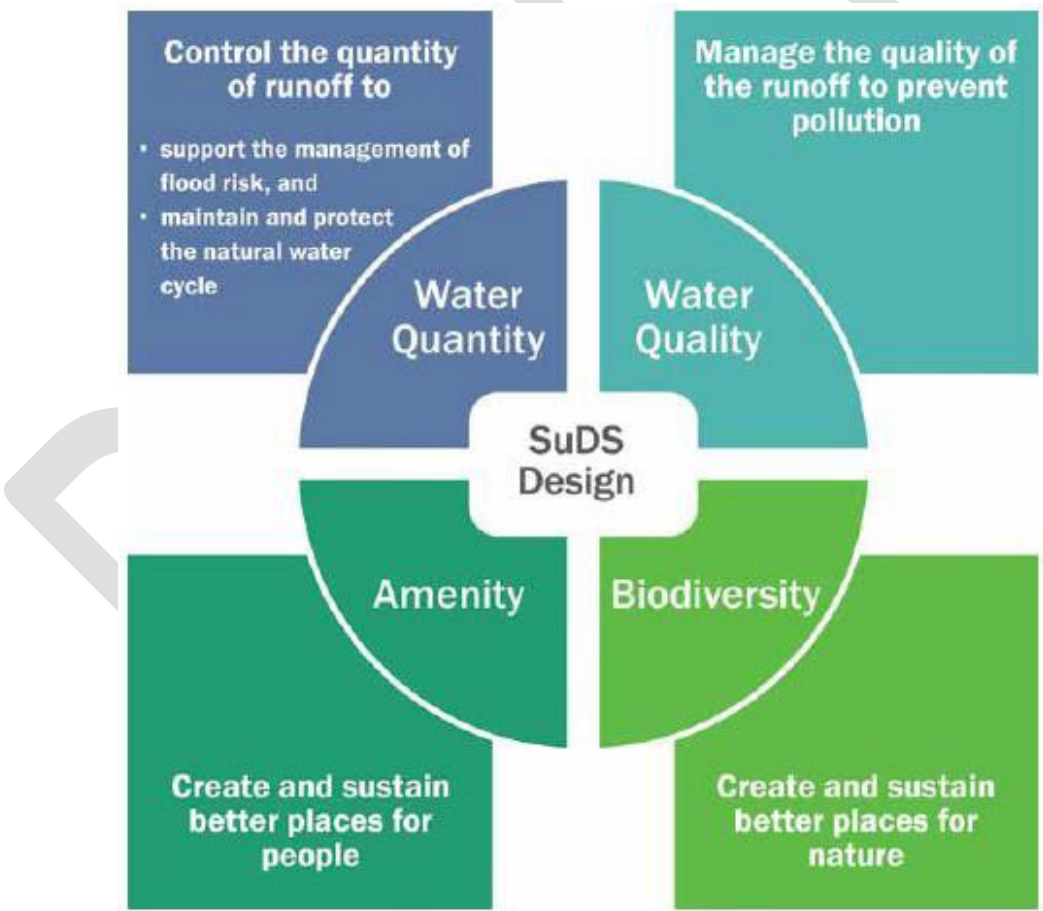 Control the quantity
of runoff to
• support the management of
flood risk, and
• maintain and protect
the natural water
cycle
Manage the quality of
the runoff to prevent
pollution
Water
Quantity
Water
Quality
SuDS
Design
Amenity
Biodiversity
Create and sustain
better places for
people
Create and sustain
better places for
nature